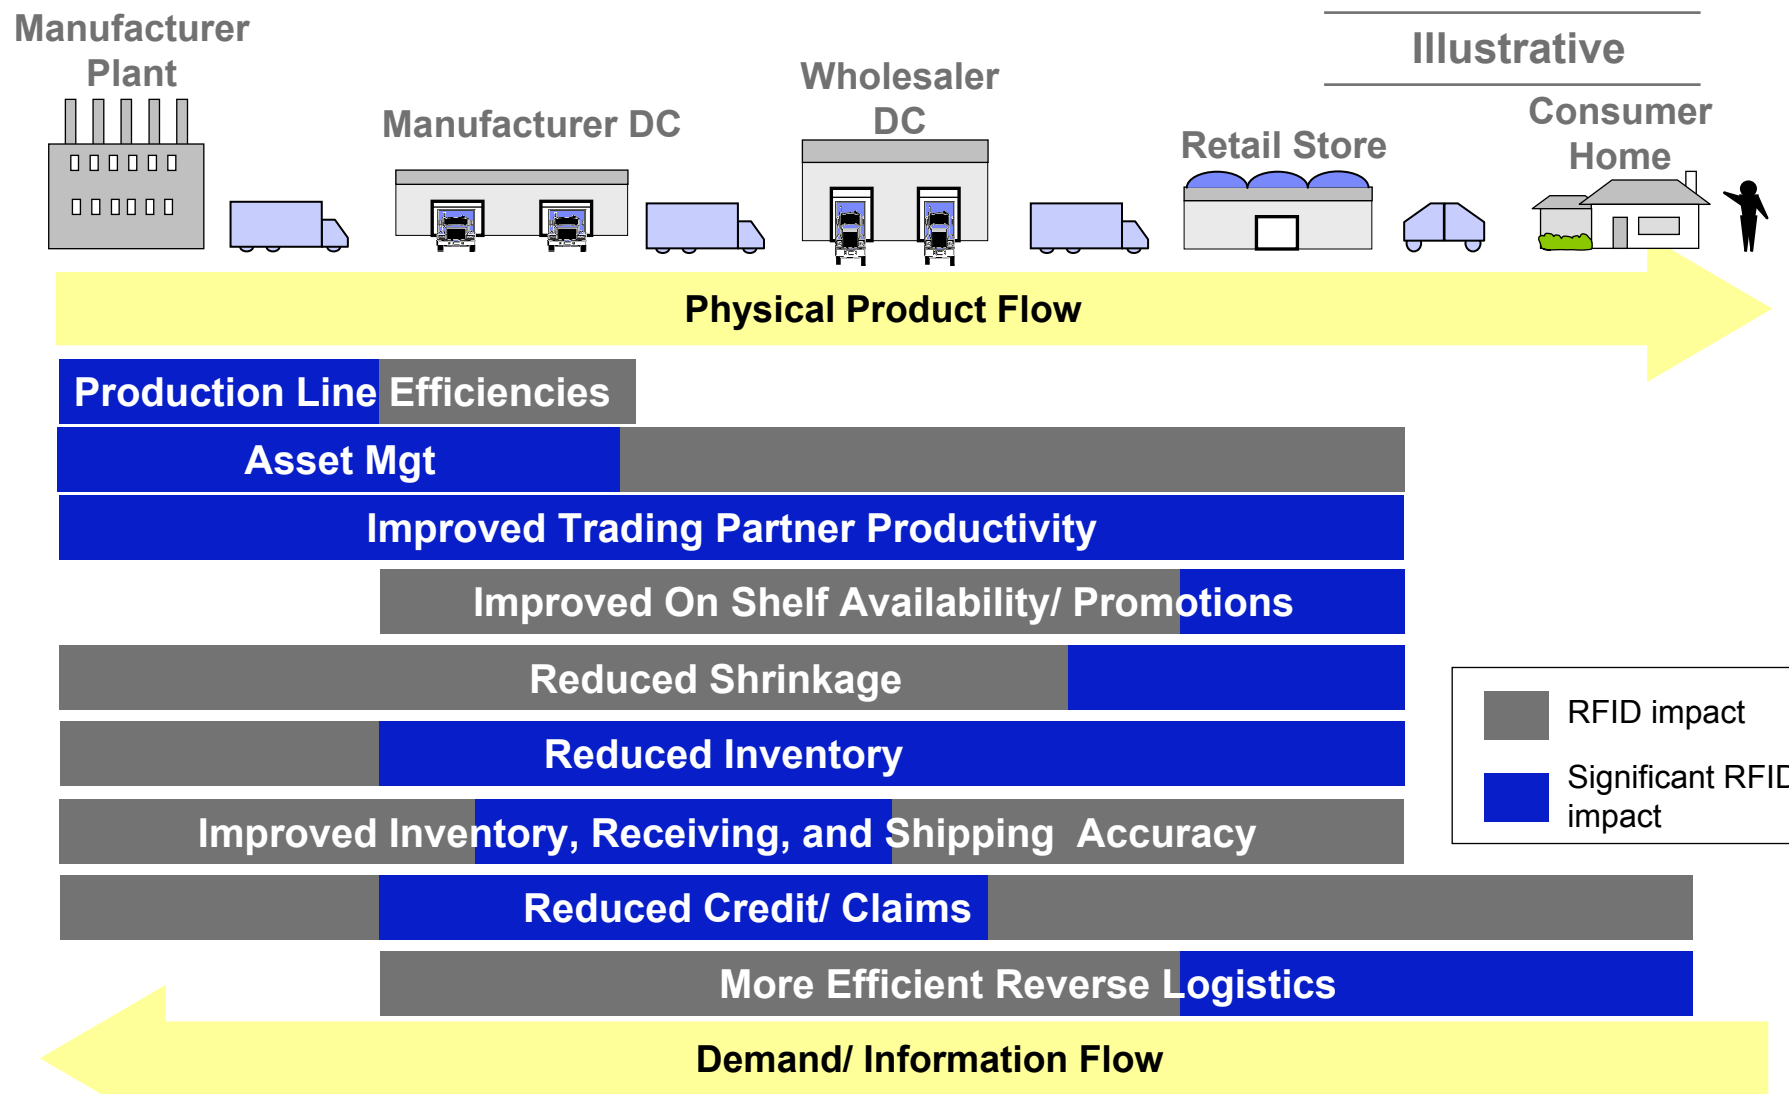 Manufacturer
Plant
Manufacturer DC
Wholesaler
DC
Retail Store
Illustrative
Consumer
Home
Physical Product Flow
Production Line Efficiencies
Asset Mgt
Improved Trading Partner Productivity
Improved On Shelf Availability/ Promotions
Reduced Shrinkage
Reduced Inventory
Improved Inventory, Receiving, and Shipping  Accuracy
Reduced Credit/ Claims
More Efficient Reverse Logistics
RFID impact
Significant RFID
impact
Demand/ Information Flow